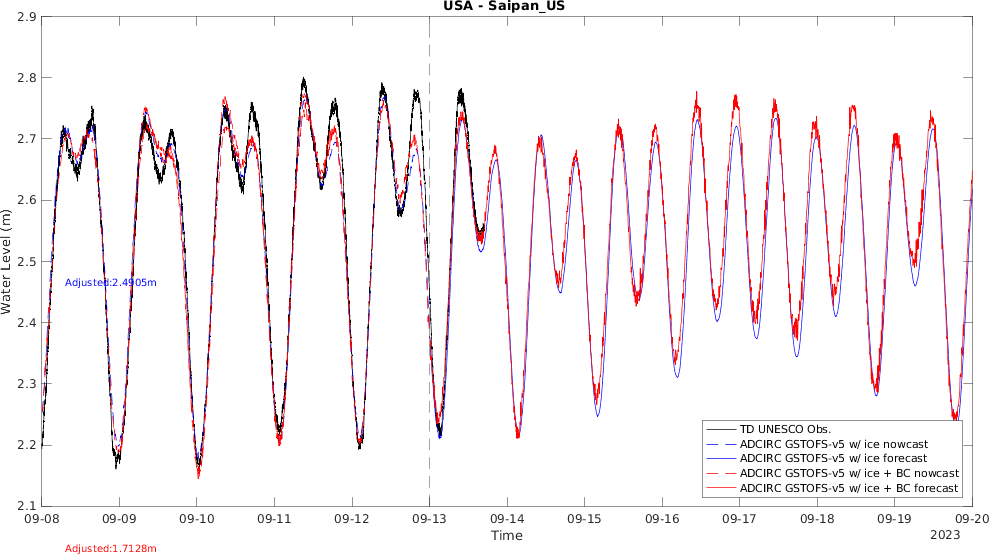 USA - Saipan_US
2.9
2.8
2.7
2.6
2.5
2.4
2.3
2.2
2.1
Water Level (m)
Adjusted:2.4905m
TD UNESCO Obs.
ADCIRC GSTOFS-v5 w/ ice nowcast
ADCIRC GSTOFS-v5 w/ ice forecast
ADCIRC GSTOFS-v5 w/ ice + BC nowcast
ADCIRC GSTOFS-v5 w/ ice + BC forecast
09-08 09-09 09-10 09-11 09-12 09-13 09-14 09-15 09-16 09-17 09-18 09-19 09-20
Time
2023
Adjusted:1.7128m